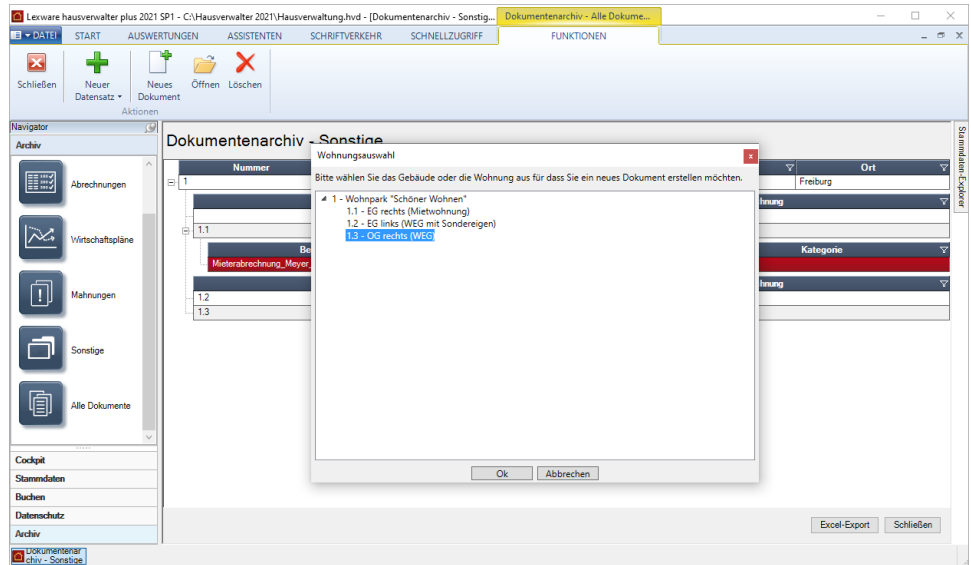 Lexware hausverwalter plus 2021 SP1 - C:\Hausverwalter 2021\Hausverwaltung.hvd - [Dokumentenarchiv - Sonstig...
Dokumentenarchiv - Alle Dokume...
DATEI START AUSWERTUNGEN ASSISTENTEN SCHRIFTVERKEHR SCHNELLZUGRIFF FUNKTIONEN
Schließen
Neuer Datensatz
Neues Dokument
Öffnen
Löschen
Aktionen
Navigator
Archiv
Abrechnungen
Wirtschaftspläne
Mahnungen
Sonstige
Alle Dokumente
Cockpit
Stammdaten
Buchen
Datenschutz
Archiv
Dokumentenarchiv - Sonstige
Nummer
Ort
1
Freiburg
1.1
Kategorie
Mieterabrechnung_Meyer
1.2
1.3
Wohnungsauswahl
x
Bitte wählen Sie das Gebäude oder die Wohnung aus für dass Sie ein neues Dokument erstellen möchten.
1 - Wohnpark "Schöner Wohnen"
1.1 - EG rechts (Mietwohnung)
1.2 - EG links (WEG mit Sondereigen)
1.3 - OG rechts (WEG)
Ok
Abbrechen
Excel-Export
Schließen
Stammdaten-Explorer
Dokumentenar
chiv - Sonstige